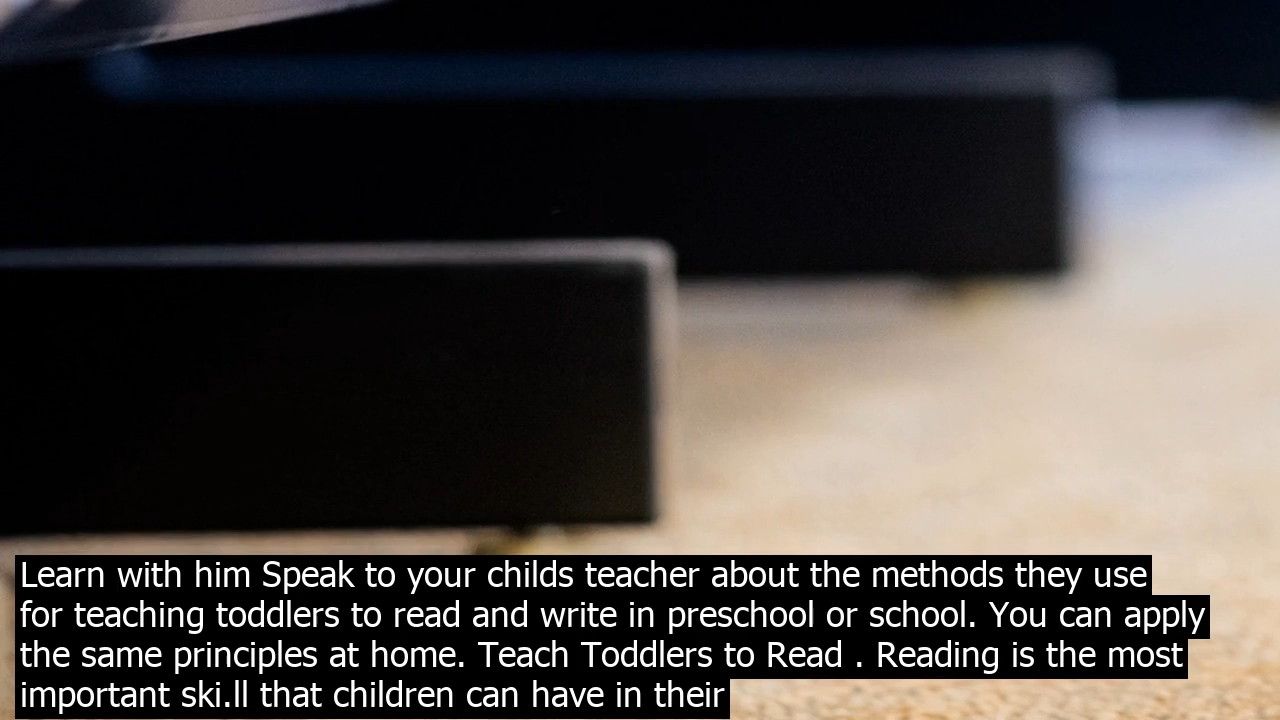 Learn with him Speak to your childs teacher about the methods they use
for teaching toddlers to read and write in preschool or school. You can apply
the same principles at home. Teach Toddlers to Read . Reading is the most
important ski.ll that children can have in their